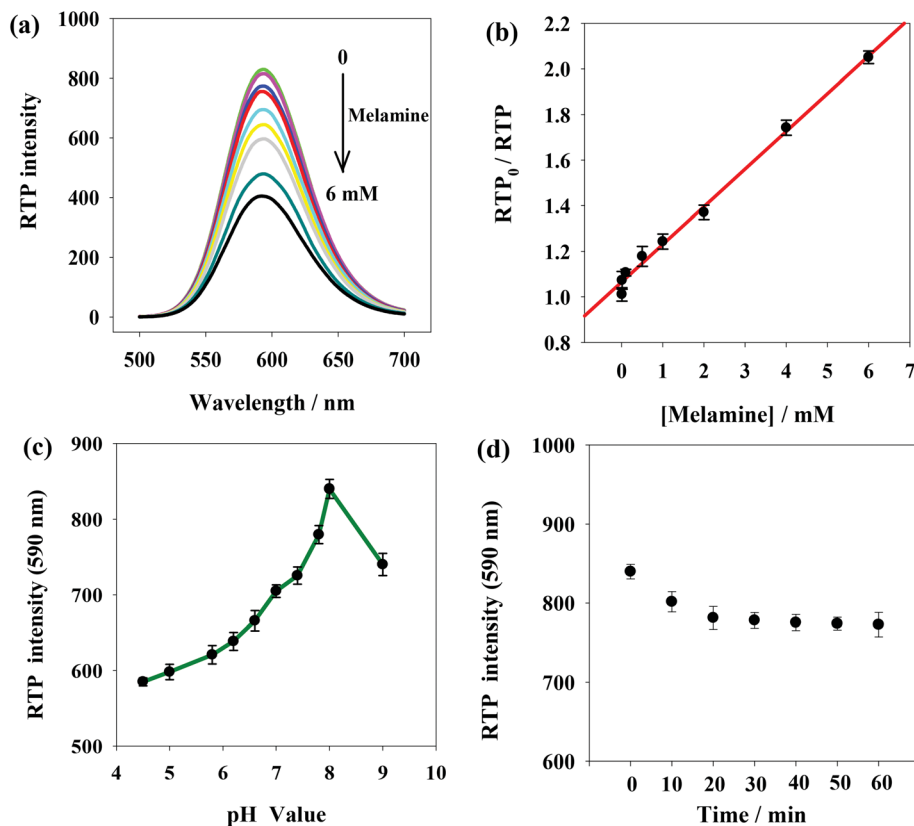 (a)
1000
800
600
400
200
0
RTP intensity
0
Melamine
6 mM
500 550 600 650 700
Wavelength / nm
(b)
2.2
2.0
1.8
1.6
1.4
1.2
1.0
0.8
RTP₀ / RTP
0 1 2 3 4 5 6 7
[Melamine] / mM
(c)
900
800
700
600
500
RTP intensity (590 nm)
4 5 6 7 8 9 10
pH Value
(d)
1000
900
800
700
600
RTP intensity (590 nm)
0 10 20 30 40 50 60
Time / min